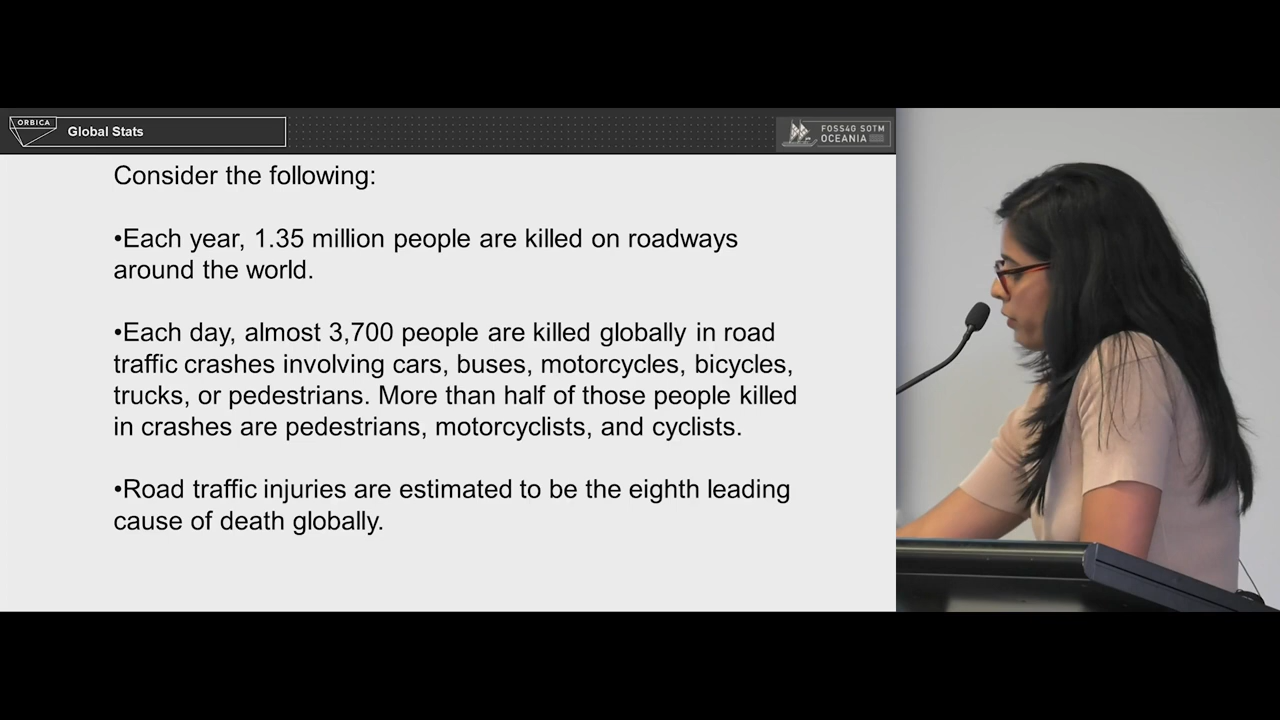 ORBICA
Global Stats
FOSS4G SOTM
OCEANIA
Consider the following:
•Each year, 1.35 million people are killed on roadways
around the world.
•Each day, almost 3,700 people are killed globally in road
traffic crashes involving cars, buses, motorcycles, bicycles,
trucks, or pedestrians. More than half of those people killed
in crashes are pedestrians, motorcyclists, and cyclists.
•Road traffic injuries are estimated to be the eighth leading
cause of death globally.